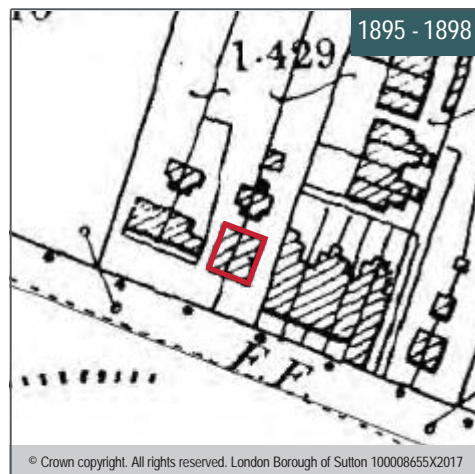 1895 - 1898
1·429
F F
© Crown copyright. All rights reserved. London Borough of Sutton 100008655X2017